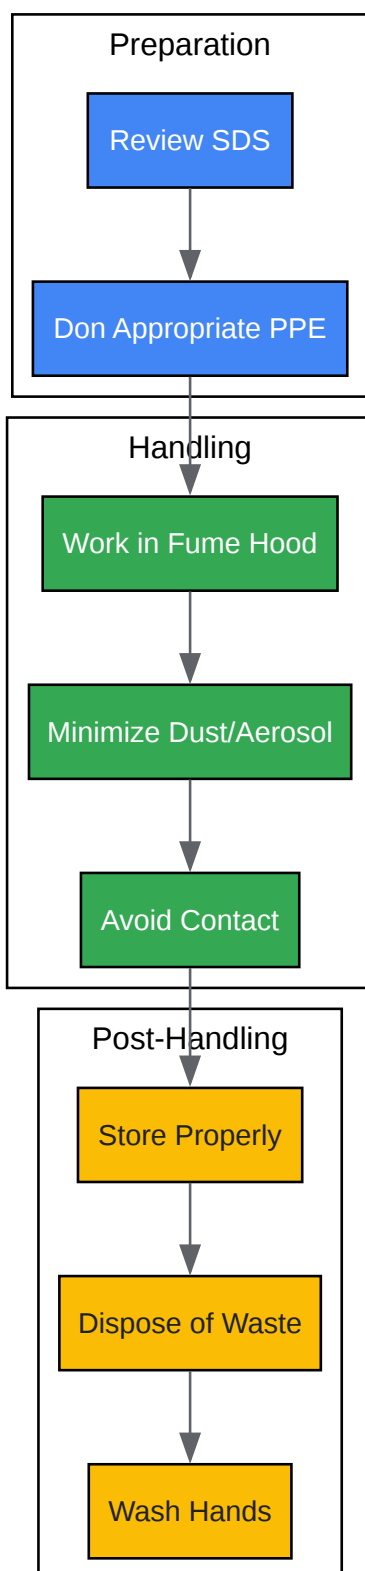 Preparation
Review SDS
Don Appropriate PPE
Handling
Work in Fume Hood
Minimize Dust/Aerosol
Avoid Contact
Post-Handling
Store Properly
Dispose of Waste
Wash Hands